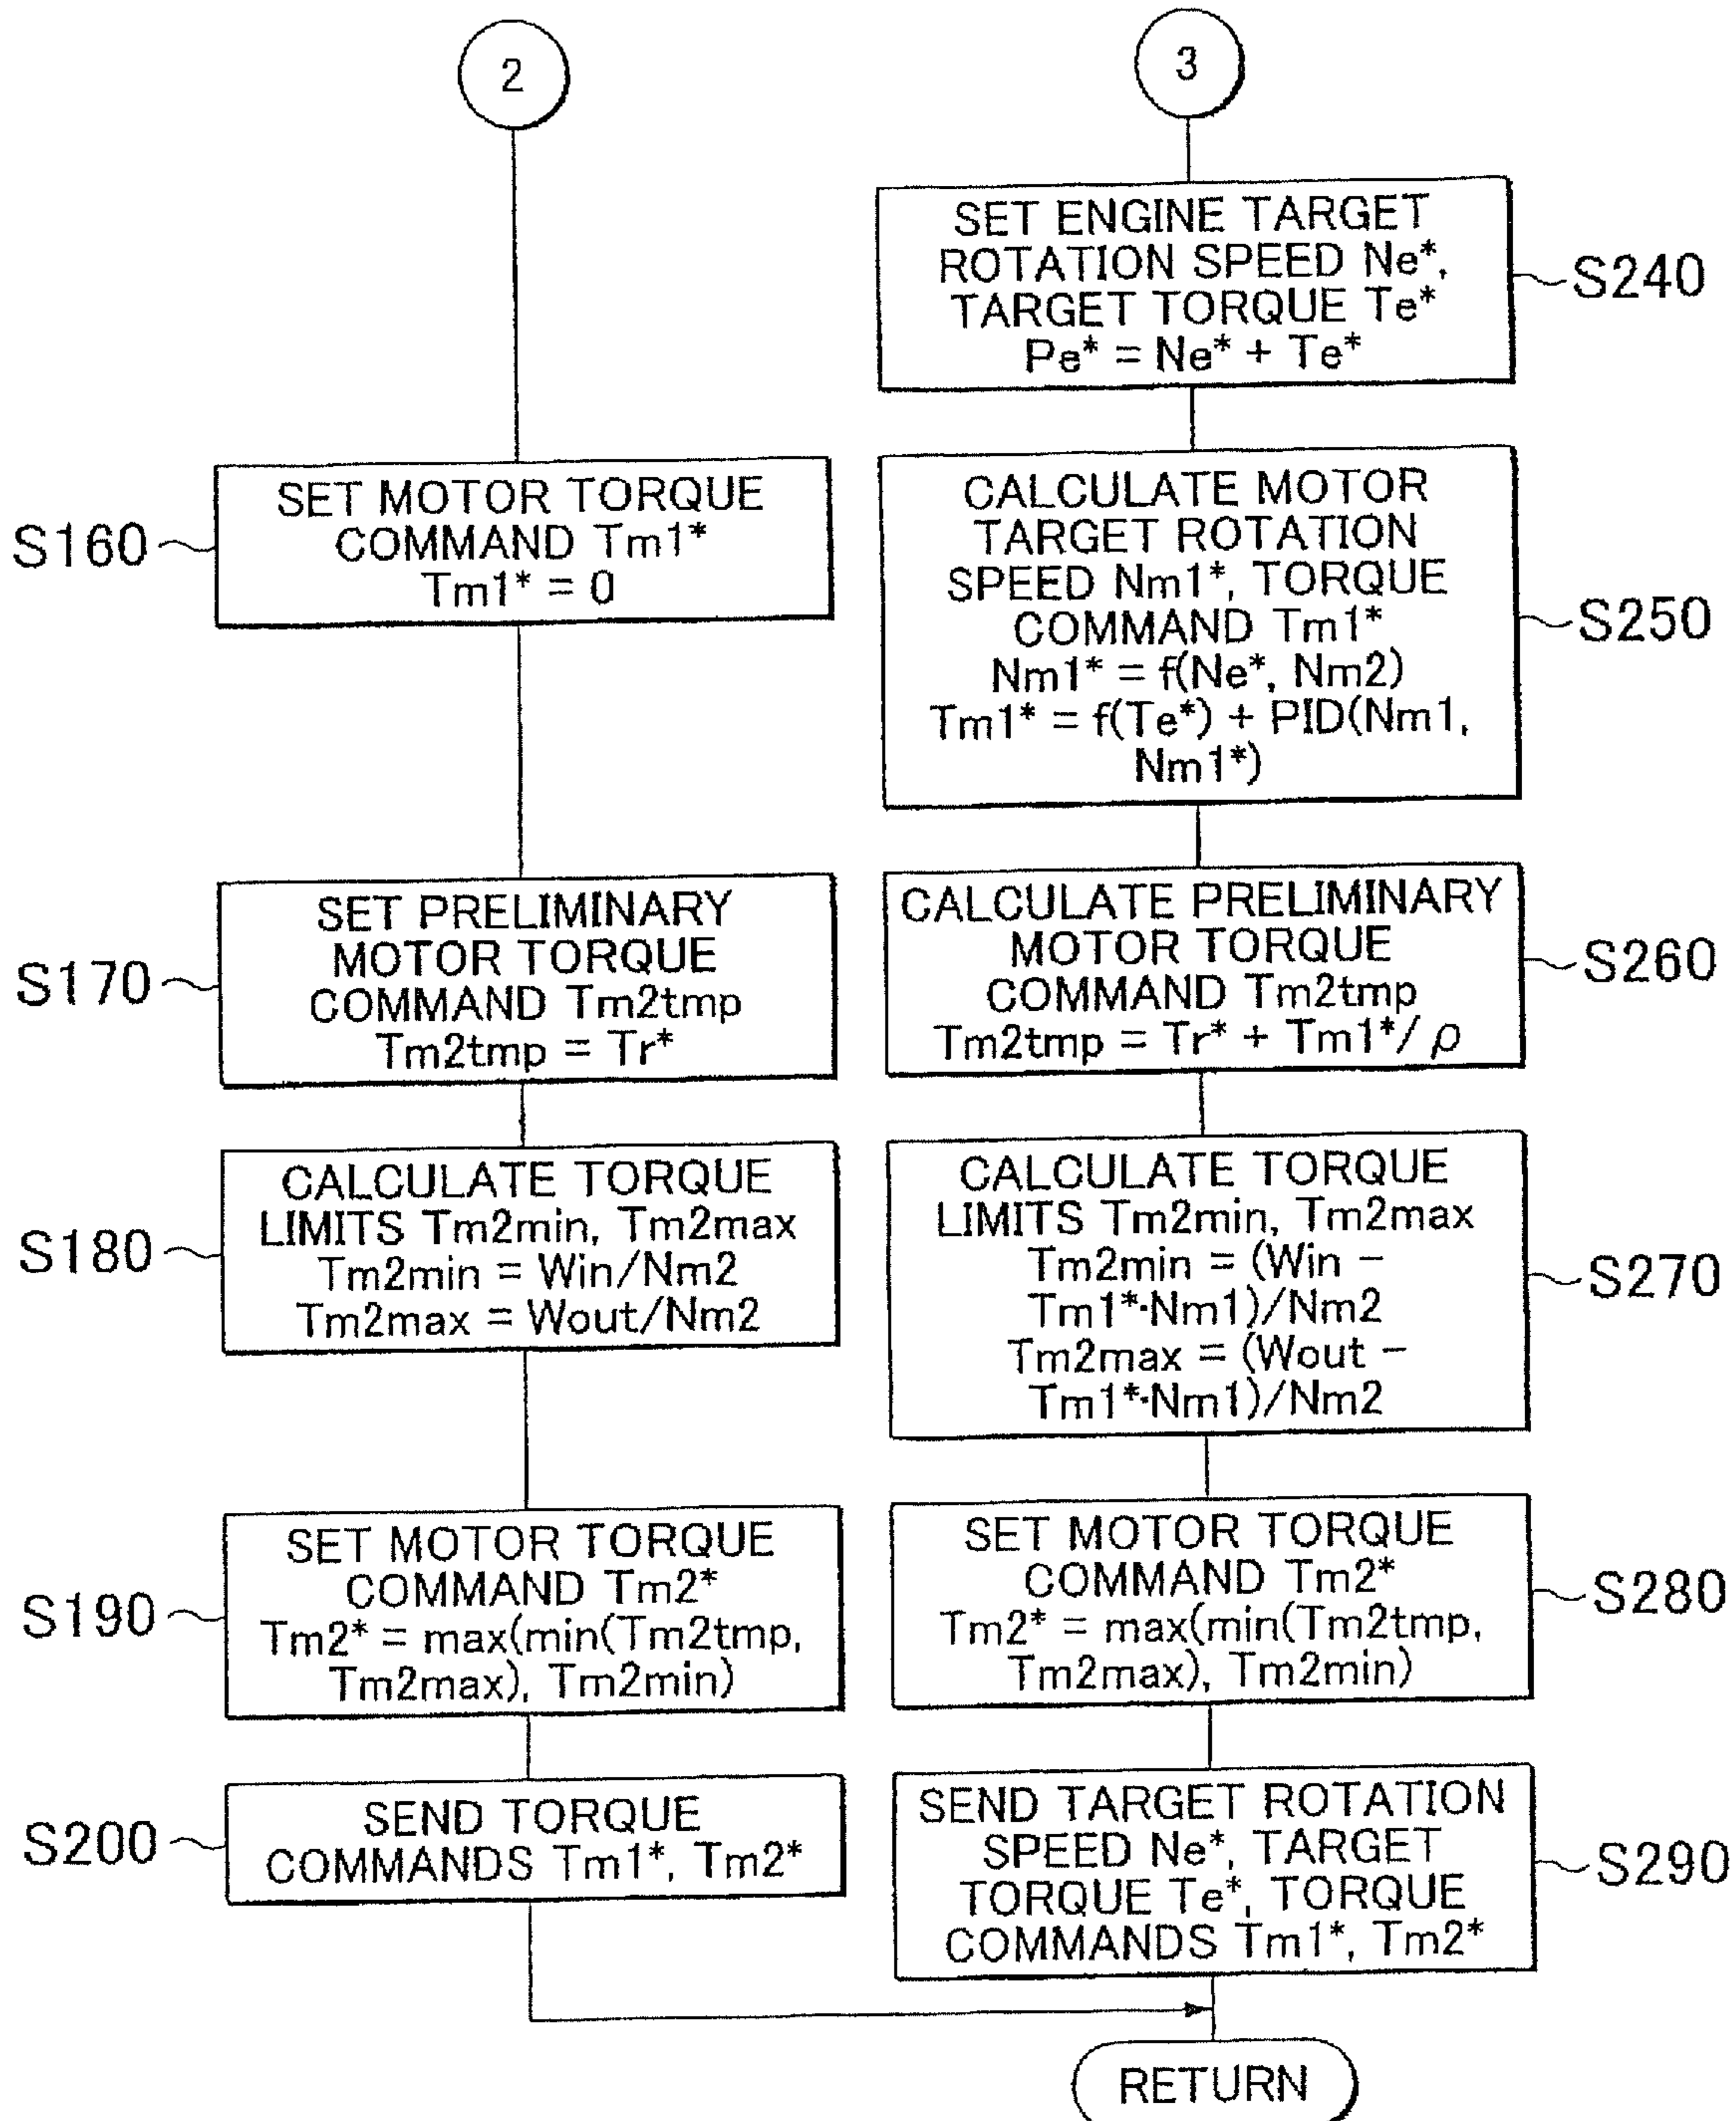 2
S160
SET MOTOR TORQUE
COMMAND Tm1*
Tm1* = 0
S170
SET PRELIMINARY
MOTOR TORQUE
COMMAND Tm2tmp
Tm2tmp = Tr*
S180
CALCULATE TORQUE
LIMITS Tm2min, Tm2max
Tm2min = Win/Nm2
Tm2max = Wout/Nm2
S190
SET MOTOR TORQUE
COMMAND Tm2*
Tm2* = max(min(Tm2tmp,
Tm2max), Tm2min)
S200
SEND TORQUE
COMMANDS Tm1*, Tm2*
3
SET ENGINE TARGET
ROTATION SPEED Ne*,
TARGET TORQUE Te*
Pe* = Ne* + Te*
S240
CALCULATE MOTOR
TARGET ROTATION
SPEED Nm1*, TORQUE
COMMAND Tm1*
Nm1* = f(Ne*, Nm2)
Tm1* = f(Te*) + PID(Nm1,
Nm1*)
S250
CALCULATE PRELIMINARY
MOTOR TORQUE
COMMAND Tm2tmp
Tm2tmp = Tr* + Tm1*/ρ
S260
CALCULATE TORQUE
LIMITS Tm2min, Tm2max
Tm2min = (Win -
Tm1*·Nm1)/Nm2
Tm2max = (Wout -
Tm1*·Nm1)/Nm2
S270
SET MOTOR TORQUE
COMMAND Tm2*
Tm2* = max(min(Tm2tmp,
Tm2max), Tm2min)
S280
SEND TARGET ROTATION
SPEED Ne*, TARGET
TORQUE Te*, TORQUE
COMMANDS Tm1*, Tm2*
S290
RETURN